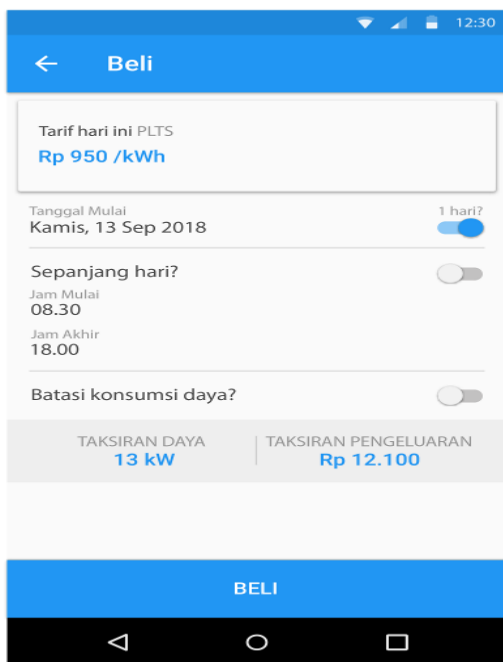 12:30
Beli
Tarif hari ini PLTS
Rp 950 /kWh
Tanggal Mulai
1 hari?
Kamis, 13 Sep 2018
Sepanjang hari?
Jam Mulai
08.30
Jam Akhir
18.00
Batasi konsumsi daya?
TAKSIRAN DAYA
13 kW
TAKSIRAN PENGELUARAN
Rp 12.100
BELI